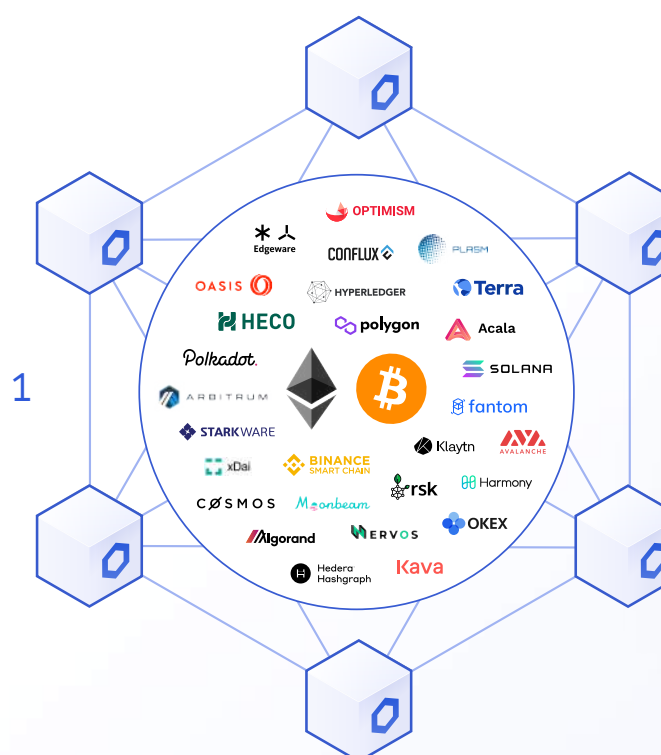 OPTIMISM
Edgeware
CONFLUX
PLASM
OASIS
HYPERLEDGER
Terra
HECO
polygon
Acala
Polkadot.
SOLANA
1
ARBITRUM
fantom
STARKWARE
Klaytn
AVALANCHE
xDai
BINANCE
SMART CHAIN
rsk
Harmony
CØSMOS
Moonbeam
Algorand
NERVOS
OKEX
Hedera
Hashgraph
Kava